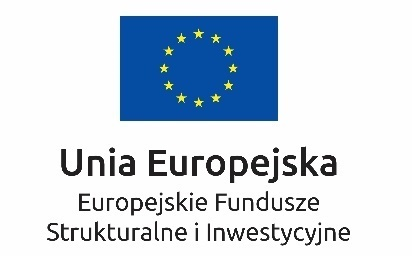 Unia Europejska
Europejskie Fundusze
Strukturalne i Inwestycyjne